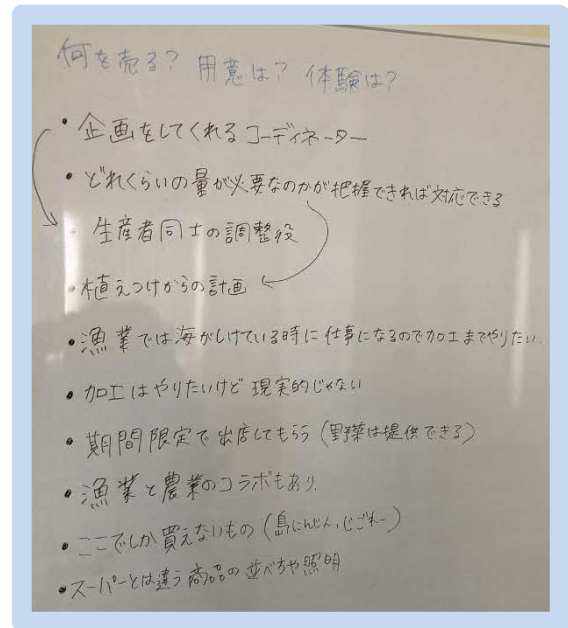 何を売る? 用意は? 体験は?
・企画をしてくれるコーディネーター
・どれくらいの量が必要なのかが把握できれば対応できる
・生産者同士の調整役
・植えつけからの計画
・漁業では海がしけている時に仕事になるので加工までやりたい.
・加工はやりたいけど現実的じゃない
・期間限定で出店してもらう(野菜は提供できる)
・漁業と農業のコラボもあり.
・ここでしか買えないもの(島にんじん,じごれー)
・スーパーとは違う商品の並べ方や照明